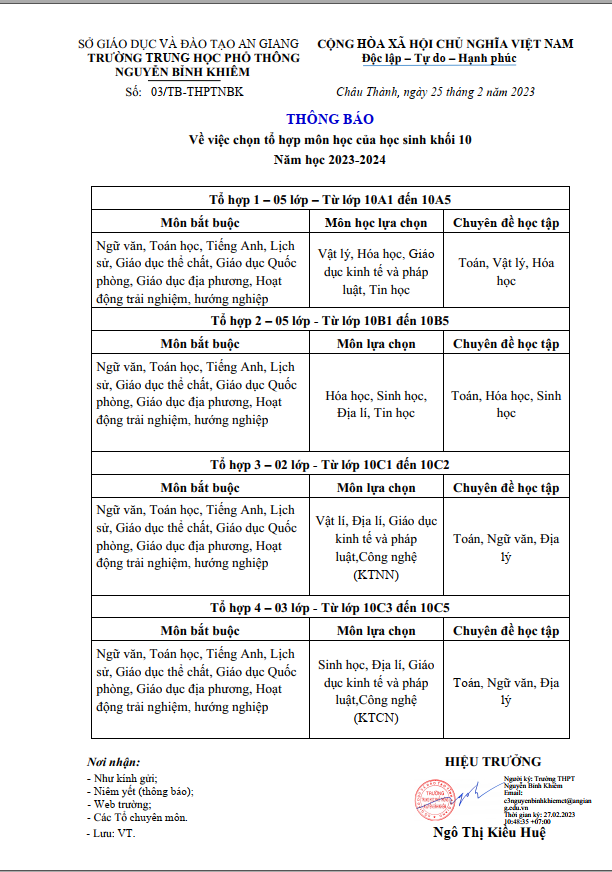 SỞ GIÁO DỤC VÀ ĐÀO TẠO AN GIANG
TRƯỜNG TRUNG HỌC PHỔ THÔNG
NGUYỄN BỈNH KHIÊM
Số: 03/TB-THPTNBK
CỘNG HÒA XÃ HỘI CHỦ NGHĨA VIỆT NAM
Độc lập – Tự do – Hạnh phúc
Châu Thành, ngày 25 tháng 2 năm 2023
THÔNG BÁO
Về việc chọn tổ hợp môn học của học sinh khối 10
Năm học 2023-2024
Tổ hợp 1 – 05 lớp – Từ lớp 10A1 đến 10A5
Môn bắt buộc
Môn học lựa chọn
Chuyên đề học tập
Ngữ văn, Toán học, Tiếng Anh, Lịch
sử, Giáo dục thể chất, Giáo dục Quốc
phòng, Giáo dục địa phương, Hoạt
động trải nghiệm, hướng nghiệp
Vật lý, Hóa học, Giáo
dục kinh tế và pháp
luật, Tin học
Toán, Vật lý, Hóa
học
Tổ hợp 2 – 05 lớp - Từ lớp 10B1 đến 10B5
Môn bắt buộc
Môn lựa chọn
Chuyên đề học tập
Ngữ văn, Toán học, Tiếng Anh, Lịch
sử, Giáo dục thể chất, Giáo dục Quốc
phòng, Giáo dục địa phương, Hoạt
động trải nghiệm, hướng nghiệp
Hóa học, Sinh học,
Địa lí, Tin học
Toán, Hóa học, Sinh
học
Tổ hợp 3 – 02 lớp - Từ lớp 10C1 đến 10C2
Môn bắt buộc
Môn lựa chọn
Chuyên đề học tập
Ngữ văn, Toán học, Tiếng Anh, Lịch
sử, Giáo dục thể chất, Giáo dục Quốc
phòng, Giáo dục địa phương, Hoạt
động trải nghiệm, hướng nghiệp
Vật lí, Địa lí, Giáo dục
kinh tế và pháp
luật,Công nghệ
(KTNN)
Toán, Ngữ văn, Địa
lý
Tổ hợp 4 – 03 lớp - Từ lớp 10C3 đến 10C5
Môn bắt buộc
Môn lựa chọn
Chuyên đề học tập
Ngữ văn, Toán học, Tiếng Anh, Lịch
sử, Giáo dục thể chất, Giáo dục Quốc
phòng, Giáo dục địa phương, Hoạt
động trải nghiệm, hướng nghiệp
Sinh học, Địa lí, Giáo
dục kinh tế và pháp
luật,Công nghệ
(KTCN)
Toán, Ngữ văn, Địa
lý
Nơi nhận:
- Như kính gửi;
- Niêm yết (thông báo);
- Web trường;
- Các Tổ chuyên môn.
- Lưu: VT.
HIỆU TRƯỞNG
TRƯỜNG
Người ký: Trường THPT
Nguyễn Bỉnh Khiêm
Email:
c3nguyenbinhkhiemct@angian
g.edu.vn
Thời gian ký: 27.02.2023
10:48:35 +07:00
Ngô Thị Kiều Huệ